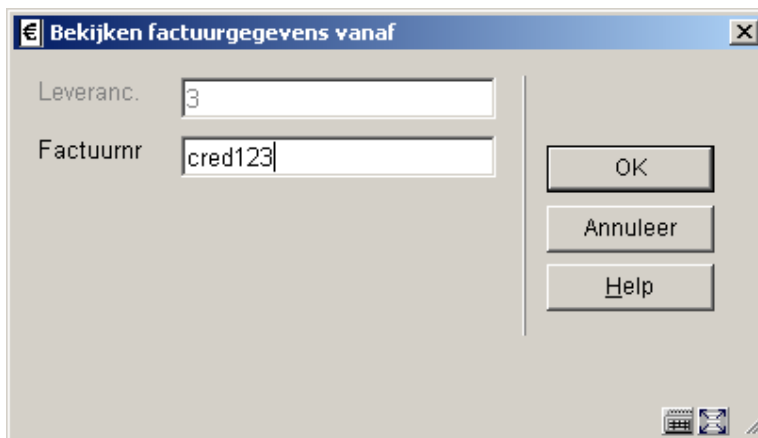 € Bekijken factuurgegevens vanaf
Leveranc. 3
Factuurnr cred123
OK
Annuleer
Help